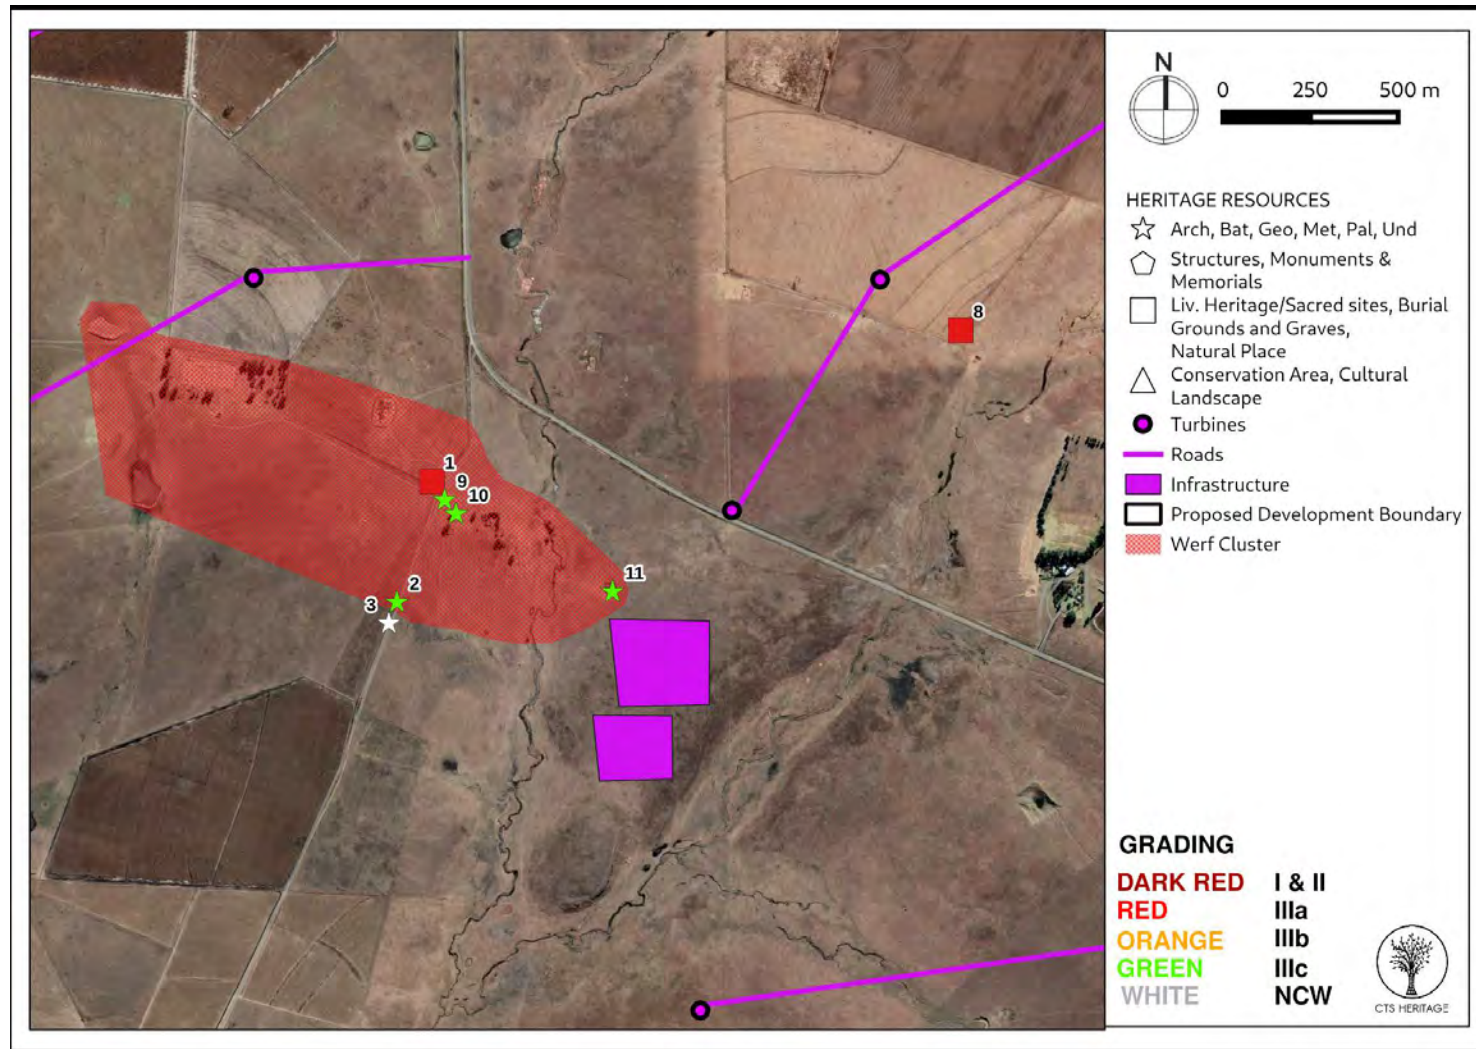 N
0 250 500 m
HERITAGE RESOURCES
Arch, Bat, Geo, Met, Pal, Und
Structures, Monuments &
Memorials
Liv. Heritage/Sacred sites, Burial
Grounds and Graves,
Natural Place
Conservation Area, Cultural
Landscape
Turbines
Roads
Infrastructure
Proposed Development Boundary
Werf Cluster
8
1
9
10
11
2
3
GRADING
DARK RED I & II
RED IIIa
ORANGE IIIb
GREEN IIIc
WHITE NCW
CTS HERITAGE